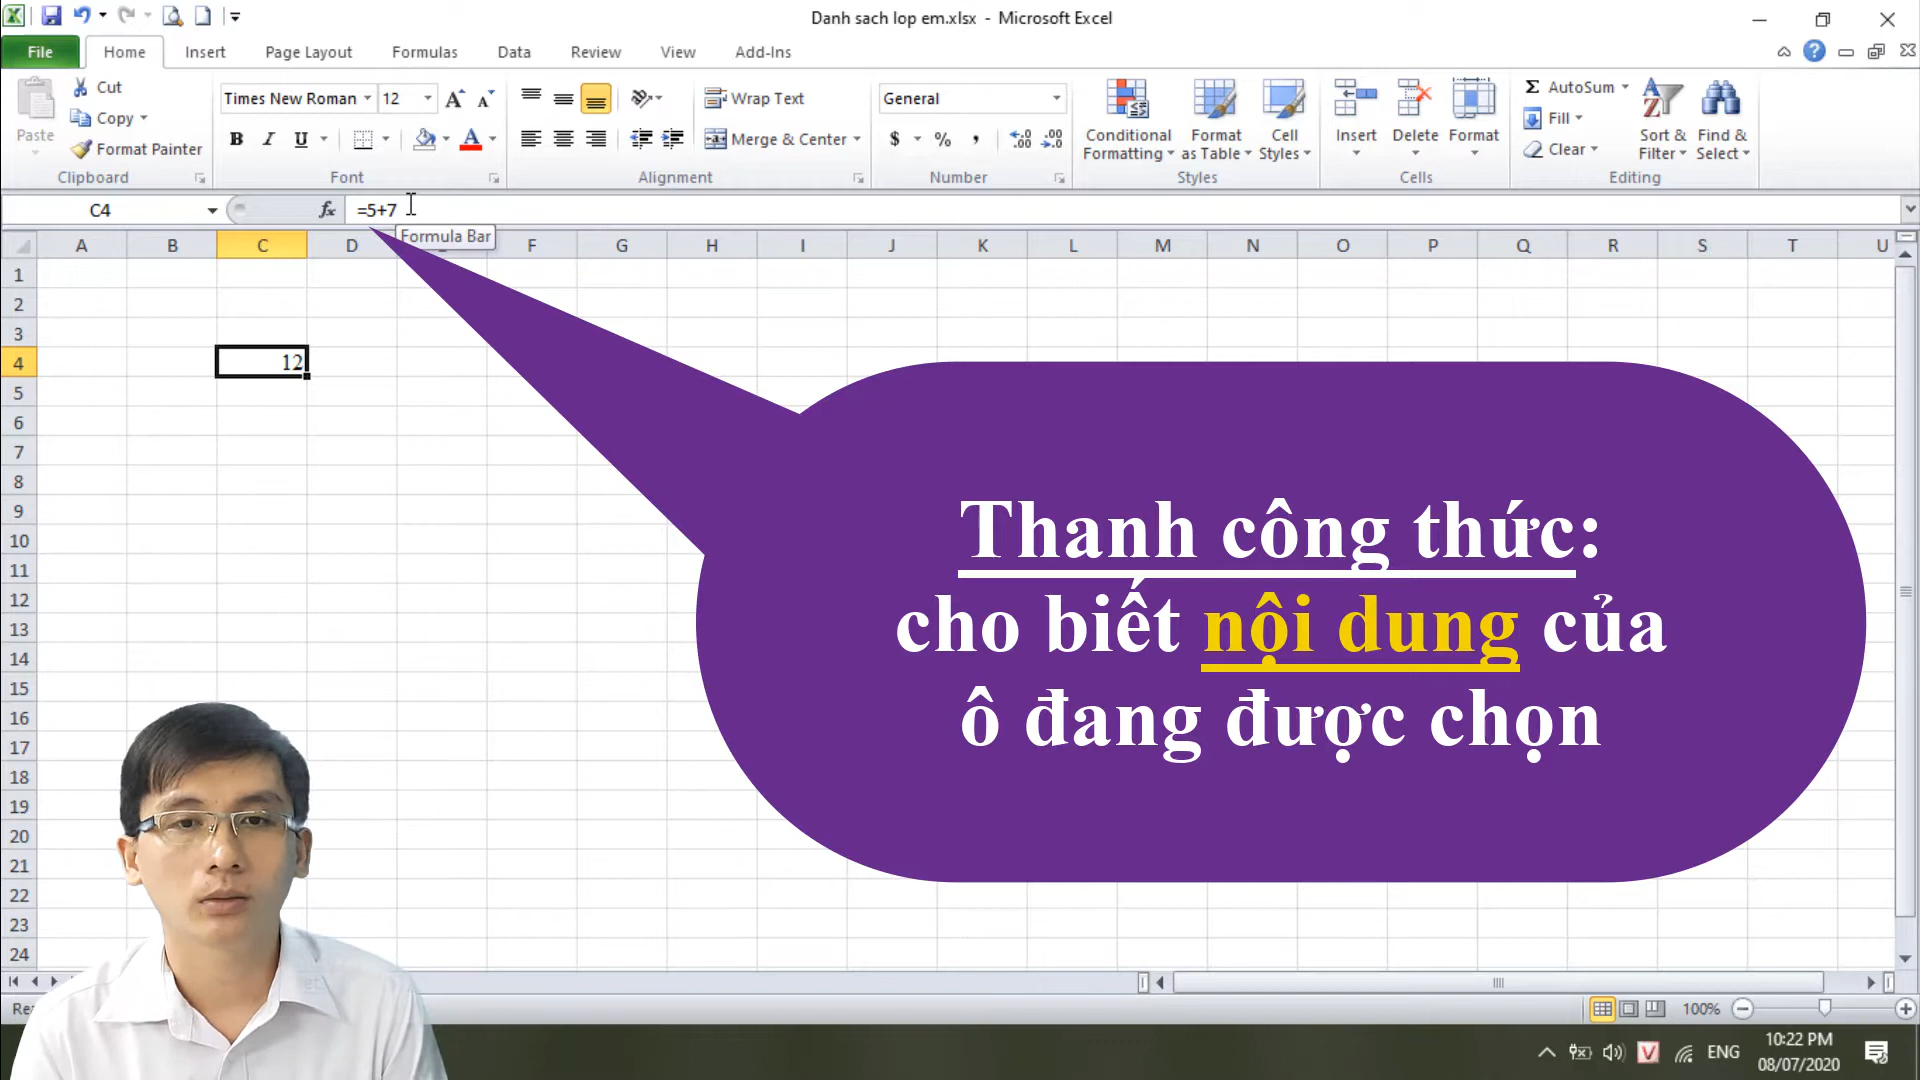 Danh sach lop em.xlsx - Microsoft Excel
File Home Insert Page Layout Formulas Data Review View Add-Ins
Cut
Copy
Format Painter
Paste
Clipboard
Times New Roman 12
B I U A
Font
Wrap Text
Merge & Center
Alignment
General
$ % ,
Number
Conditional Formatting
Format as Table
Cell Styles
Styles
Insert Delete Format
Cells
Σ AutoSum
Fill
Clear
Sort & Filter
Find & Select
Editing
C4 fx =5+7
Formula Bar
A B C D F G H I J K L M N O P Q R S T U
1
2
3
4 12
5
6
7
8
9
10
11
12
13
14
15
16
17
18
19
20
21
22
23
24
Thanh công thức:
cho biết nội dung của
ô đang được chọn
100%
ENG
10:22 PM
08/07/2020